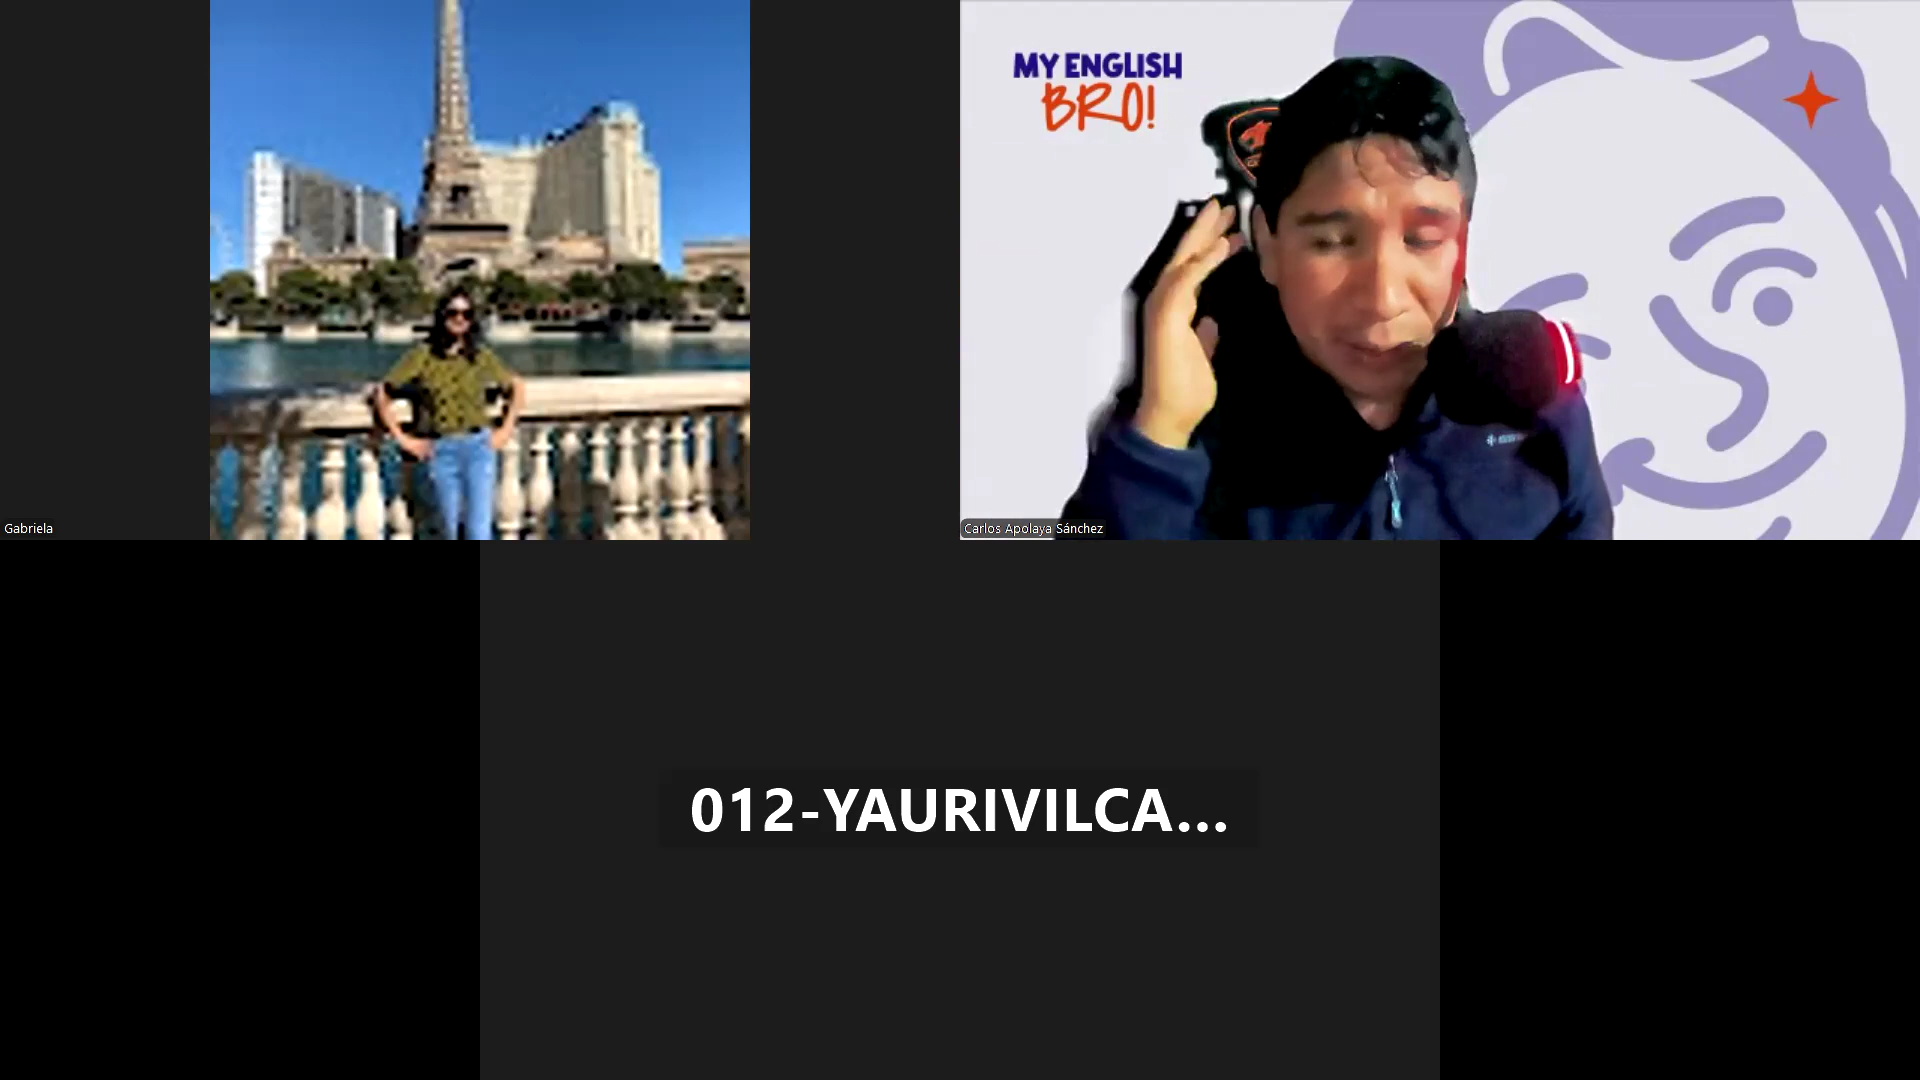 MY ENGLISH
BRO!
Gabriela
Carlos Apolaya Sánchez
012-YAURIVILCA...